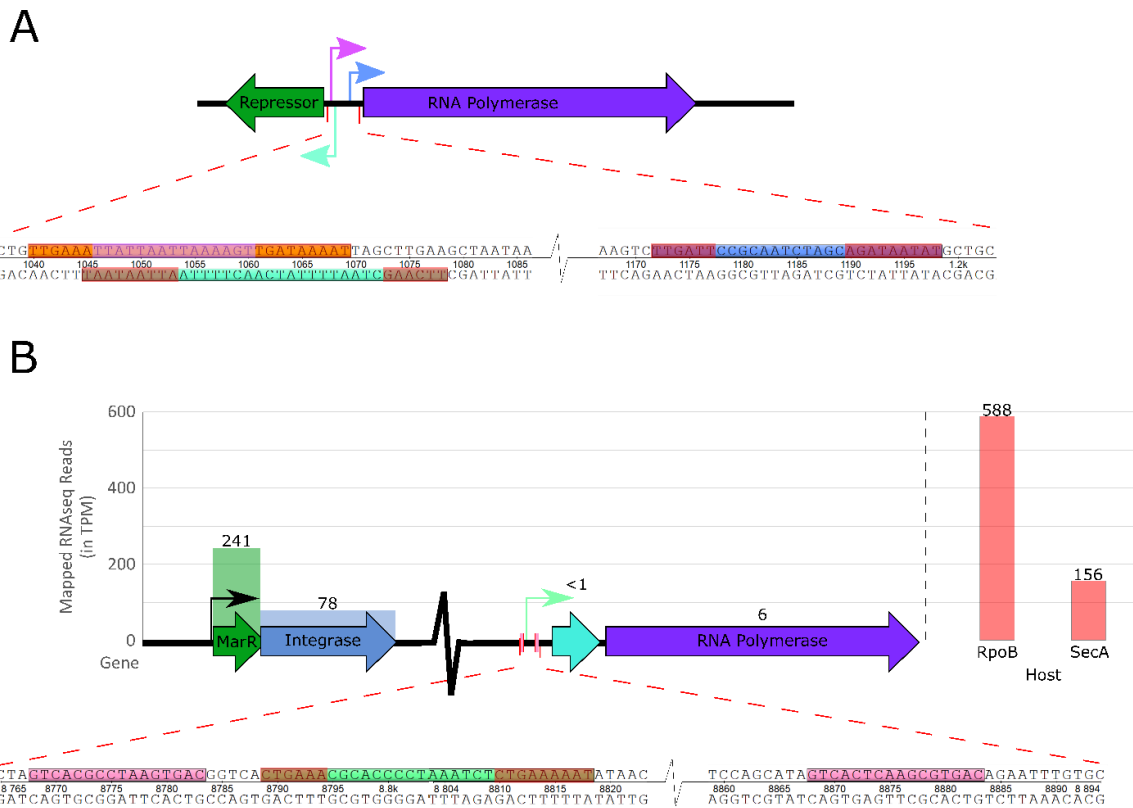 A
Repressor
RNA Polymerase
CTGTTGAAATTATTAATTAAAAGTTGATAAAATTAGCTTGAAGCTAATAA
AAGTCTTGATTCCGCAATCTAGCAGATAATATGCTGC
1040 1045 1050 1055 1060 1065 1070 1075 1080 1085
1170 1175 1180 1185 1190 1195 1.2k
GACAACTTTAATAATTAATTTTCAACTATTTTAATCGAACTTCGATTATT
TTCAGAACTAAGGCGTTAGATCGTCTATTATACGACG
B
Mapped RNAseq Reads
(in TPM)
600
400
200
0
Gene
241
78
<1
6
588
156
MarR
Integrase
RNA Polymerase
RpoB
SecA
Host
CTAGTCACGCCTAAGTGACGGTCACTGAAACGCACCCCTAAATCTCTGAAAAATATAAC
TCCAGCATAGTCACTCAAGCGTGACAGAATTTGTGC
8 765 8770 8775 8780 8785 8790 8795 8.8k 8 804 8810 8815 8820
8860 8865 8870 8875 8880 8885 8890 8 894
GATCAGTGCGGATTCACTGCCAGTGACTTTGCGTGGGGATTTAGAGACTTTTTATATTG
AGGTCGTATCAGTGAGTTCGCACTGTCTTAAACACG